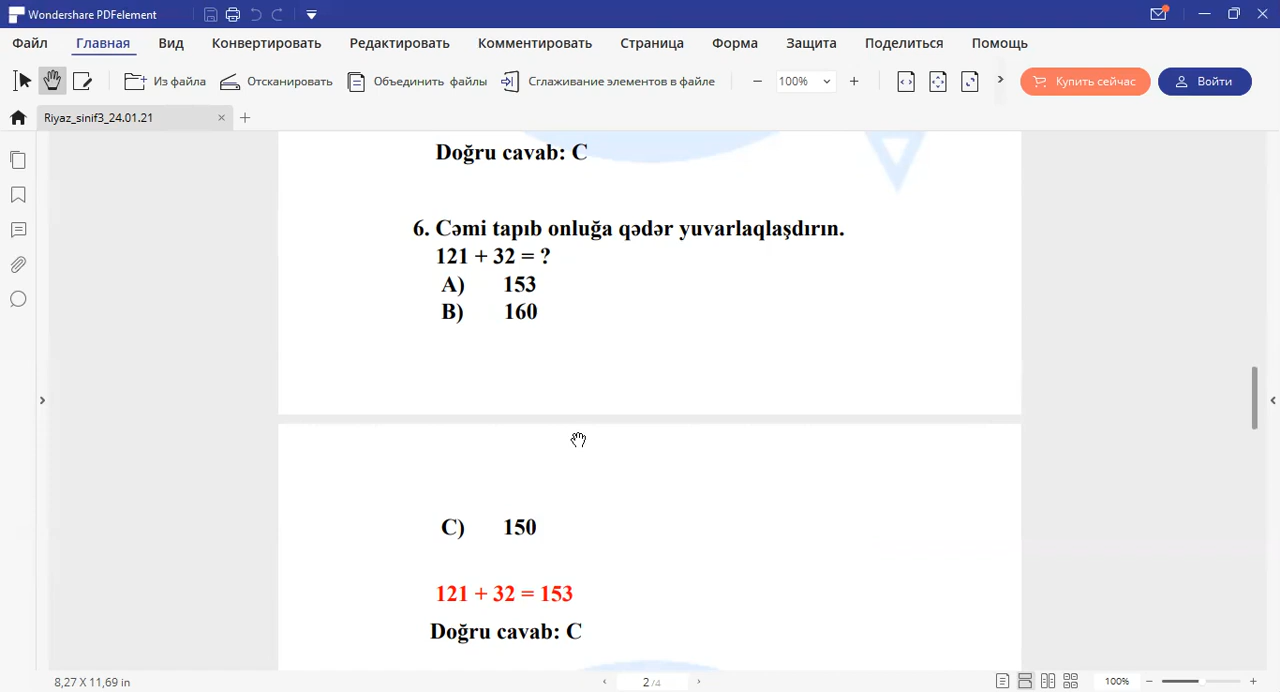 Wondershare PDFelement
Файл Главная Вид Конвертировать Редактировать Комментировать Страница Форма Защита Поделиться Помощь
Из файла Отсканировать Объединить файлы Сглаживание элементов в файле 100% Купить сейчас Войти
Riyaz_sinif3_24.01.21
Doğru cavab: C
6. Cəmi tapıb onluğa qədər yuvarlaqlaşdırın.
121 + 32 = ?
A) 153
B) 160
C) 150
121 + 32 = 153
Doğru cavab: C
8,27 X 11,69 in 2 /4 100%